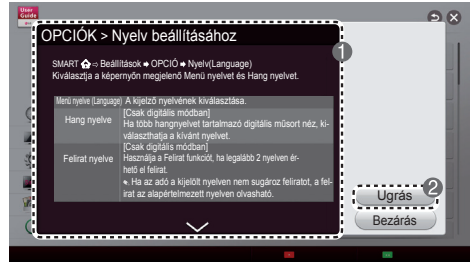 User
Guide
OPCIÓK > Nyelv beállításához
1
SMART ⇨ Beállítások ➡ OPCIÓ ➡ Nyelv(Language)
Kiválasztja a képernyőn megjelenő Menü nyelvet és Hang nyelvet.
Menü nyelve (Language) A kijelző nyelvének kiválasztása.
Hang nyelve
[Csak digitális módban]
Ha több hangnyelvet tartalmazó digitális műsort néz, ki-
választhatja a kívánt nyelvet.
Felirat nyelve
[Csak digitális módban]
Használja a Felirat funkciót, ha legalább 2 nyelven ér-
hető el felirat.
Ha az adó a kijelölt nyelven nem sugároz feliratot, a fel-
irat az alapértelmezett nyelven olvasható.
2
Ugrás
Bezárás